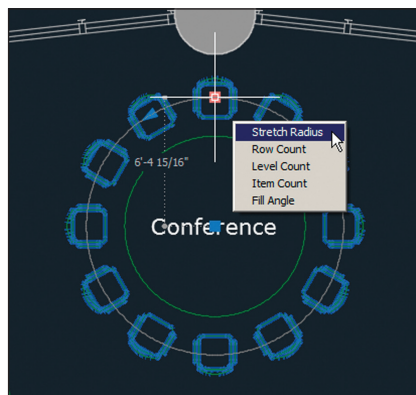 Stretch Radius
Row Count
Level Count
Item Count
Fill Angle
6'-4 15/16"
Conference